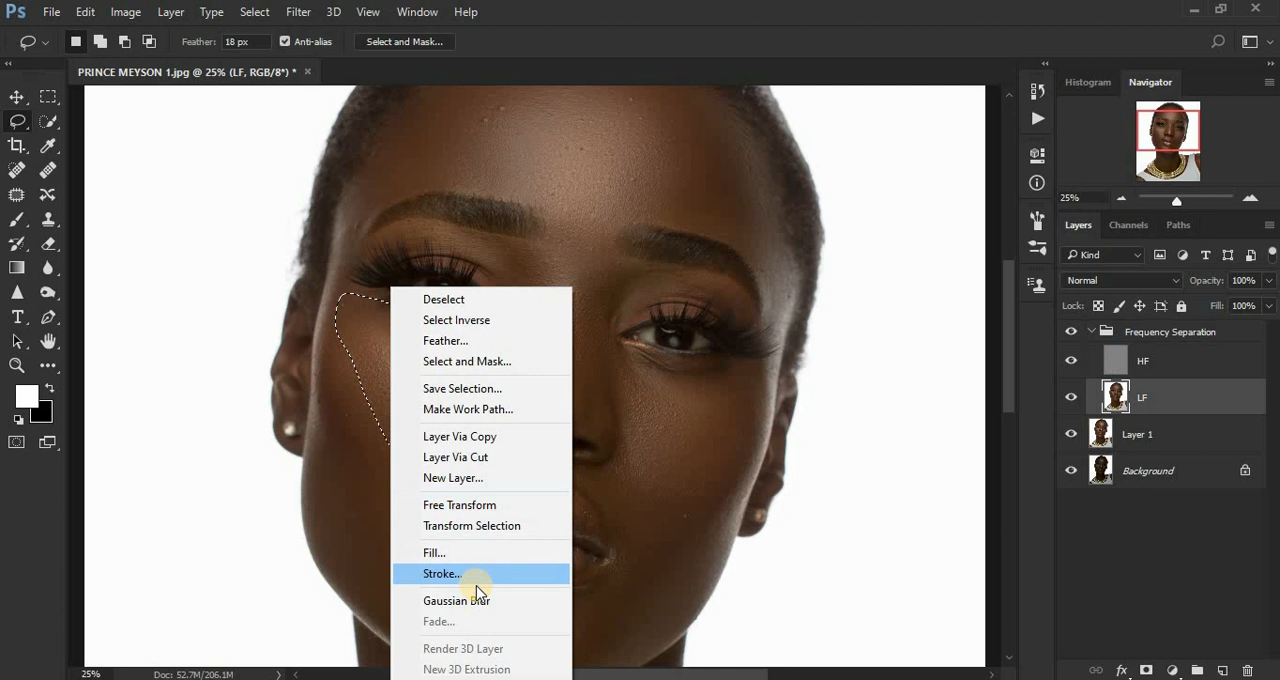 Ps File Edit Image Layer Type Select Filter 3D View Window Help
Feather: 18 px Anti-alias Select and Mask...
PRINCE MEYSON 1.jpg @ 25% (LF, RGB/8*) * ×
Histogram Navigator
25%
Layers Channels Paths
Kind
Normal Opacity: 100%
Lock: Fill: 100%
Frequency Separation
HF
LF
Layer 1
Background
Deselect
Select Inverse
Feather...
Select and Mask...
Save Selection...
Make Work Path...
Layer Via Copy
Layer Via Cut
New Layer...
Free Transform
Transform Selection
Fill...
Stroke...
Gaussian Blur
Fade...
Render 3D Layer
New 3D Extrusion
25% Doc: 52.7M/206.1M